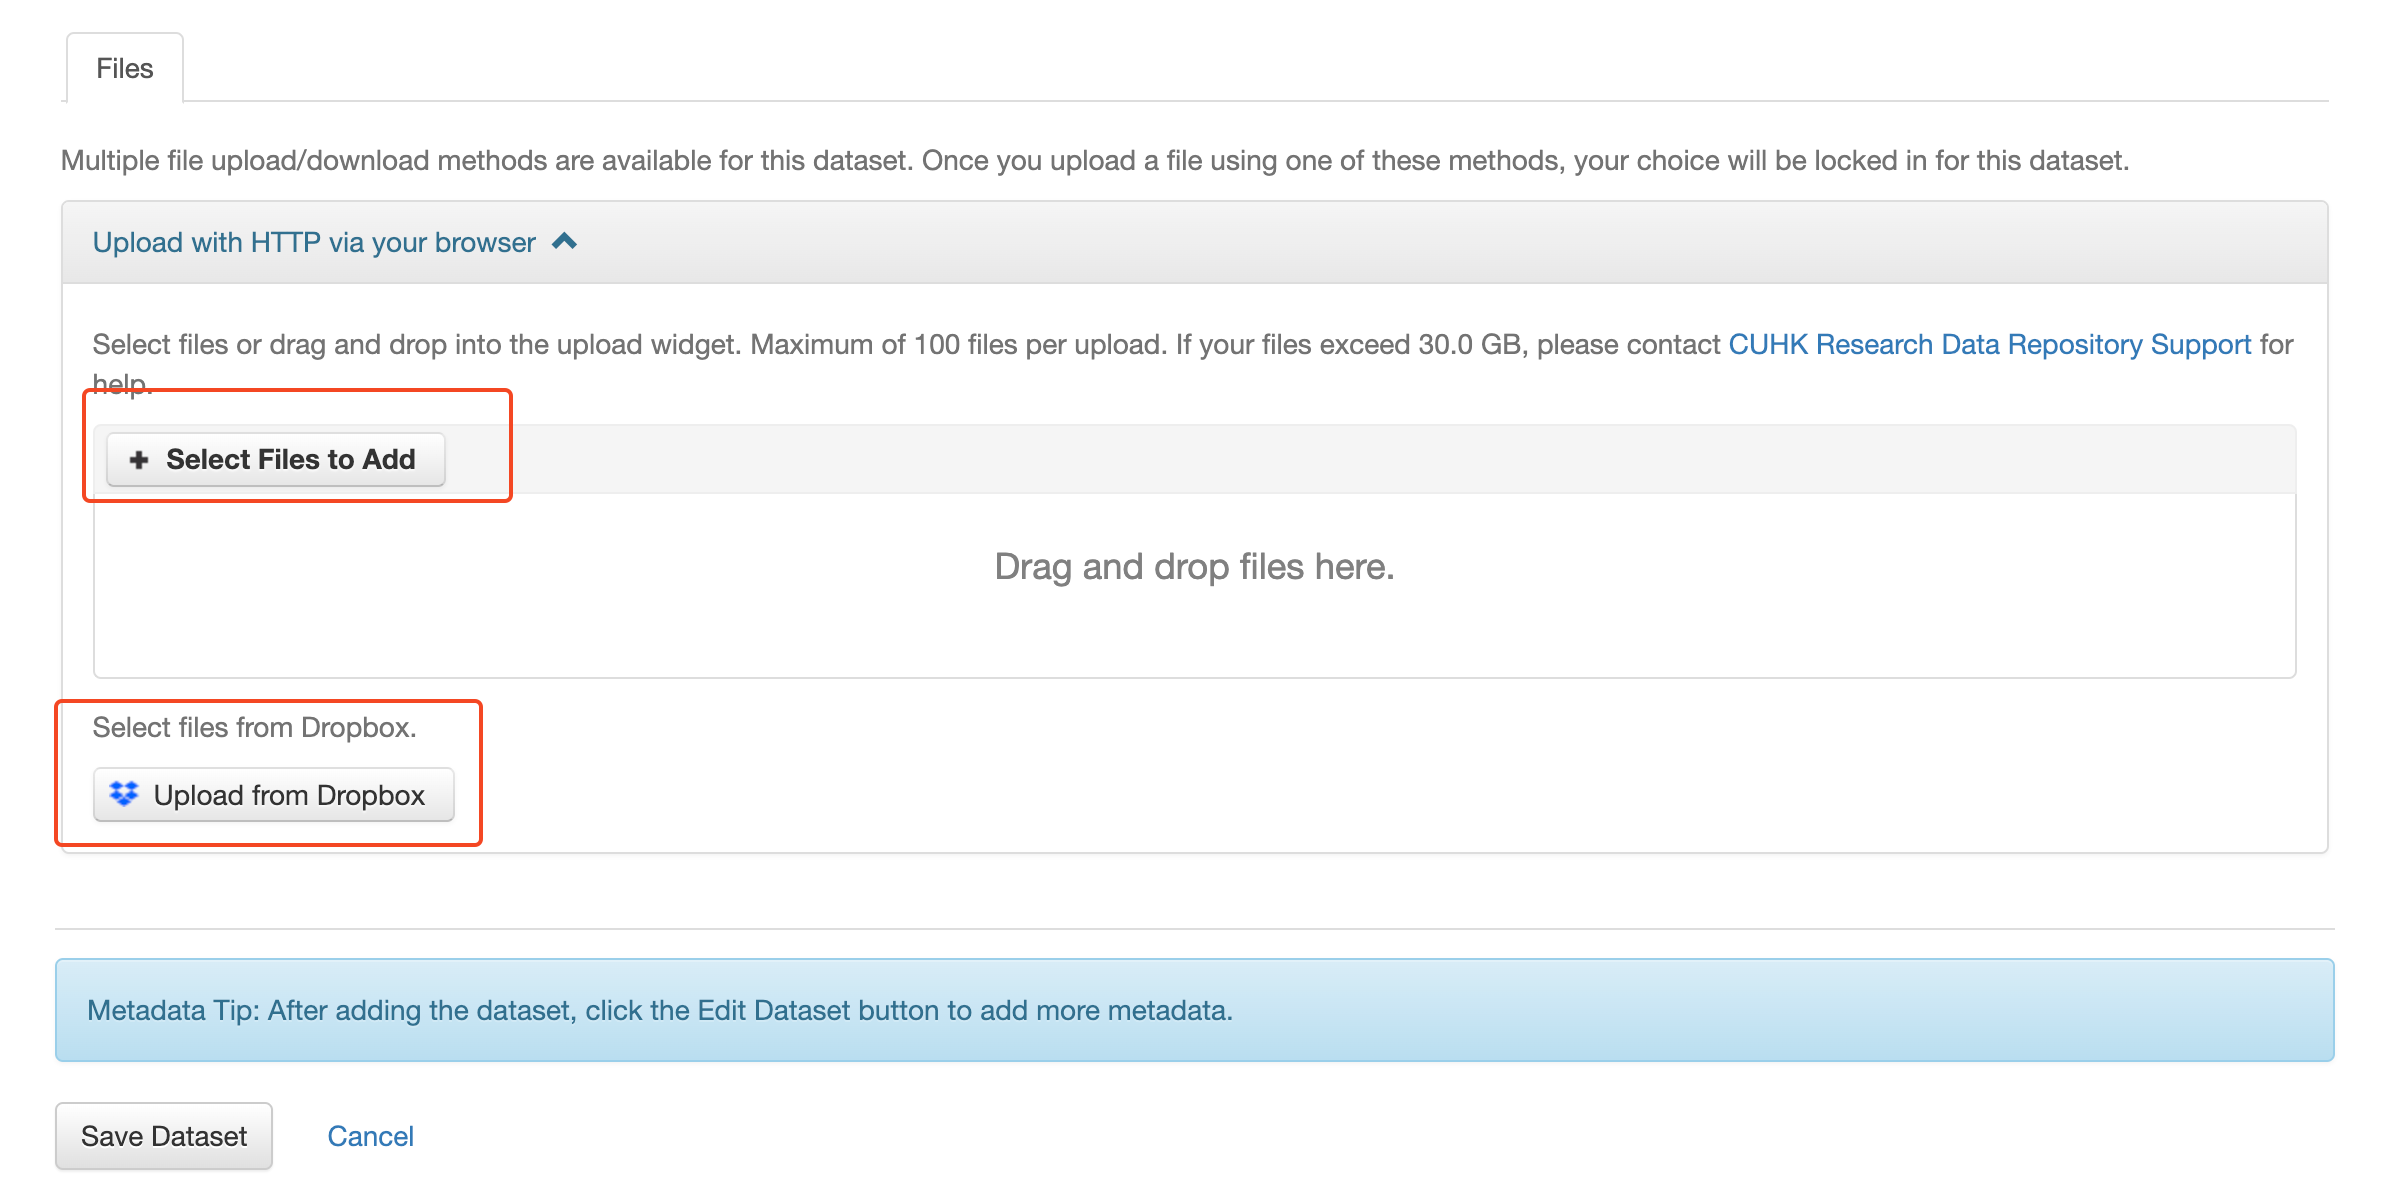 Files
Multiple file upload/download methods are available for this dataset. Once you upload a file using one of these methods, your choice will be locked in for this dataset.
Upload with HTTP via your browser
Select files or drag and drop into the upload widget. Maximum of 100 files per upload. If your files exceed 30.0 GB, please contact CUHK Research Data Repository Support for
help.
Select Files to Add
Drag and drop files here.
Select files from Dropbox.
Upload from Dropbox
Metadata Tip: After adding the dataset, click the Edit Dataset button to add more metadata.
Save Dataset Cancel